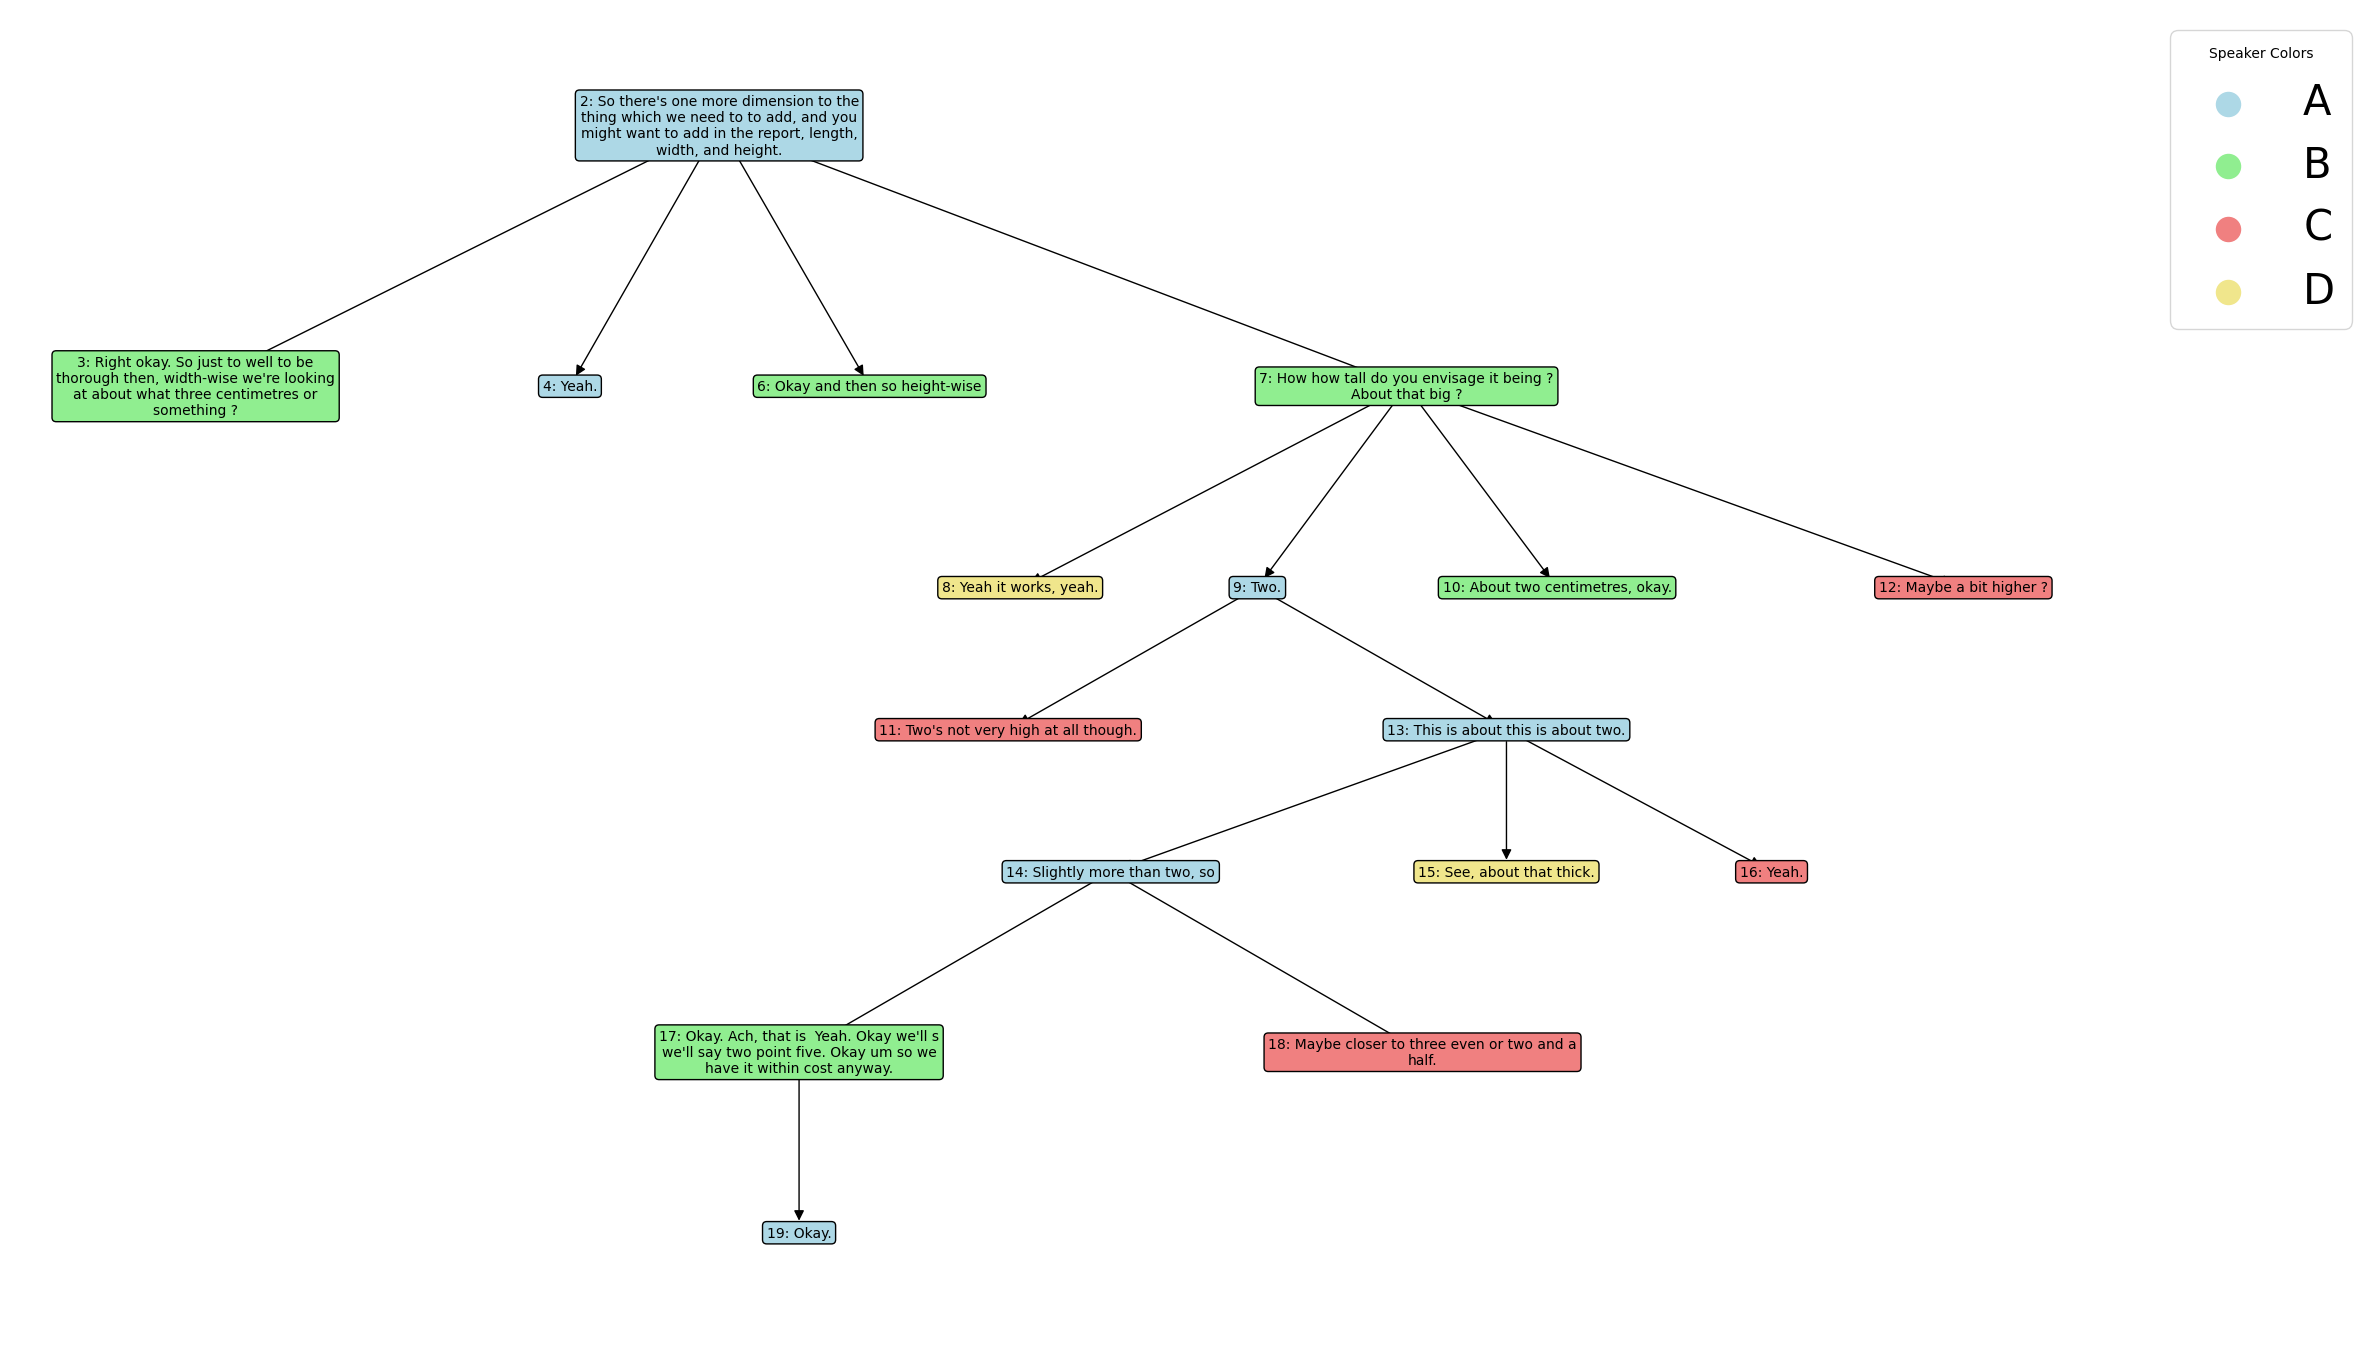 Speaker Colors
A
B
C
D
2: So there's one more dimension to the
thing which we need to to add, and you
might want to add in the report, length,
width, and height.
3: Right okay. So just to well to be
thorough then, width-wise we're looking
at about what three centimetres or
something ?
4: Yeah.
6: Okay and then so height-wise
7: How how tall do you envisage it being ?
About that big ?
8: Yeah it works, yeah.
9: Two.
10: About two centimetres, okay.
12: Maybe a bit higher ?
11: Two's not very high at all though.
13: This is about this is about two.
14: Slightly more than two, so
15: See, about that thick.
16: Yeah.
17: Okay. Ach, that is  Yeah. Okay we'll s
we'll say two point five. Okay um so we
have it within cost anyway.
18: Maybe closer to three even or two and a
half.
19: Okay.